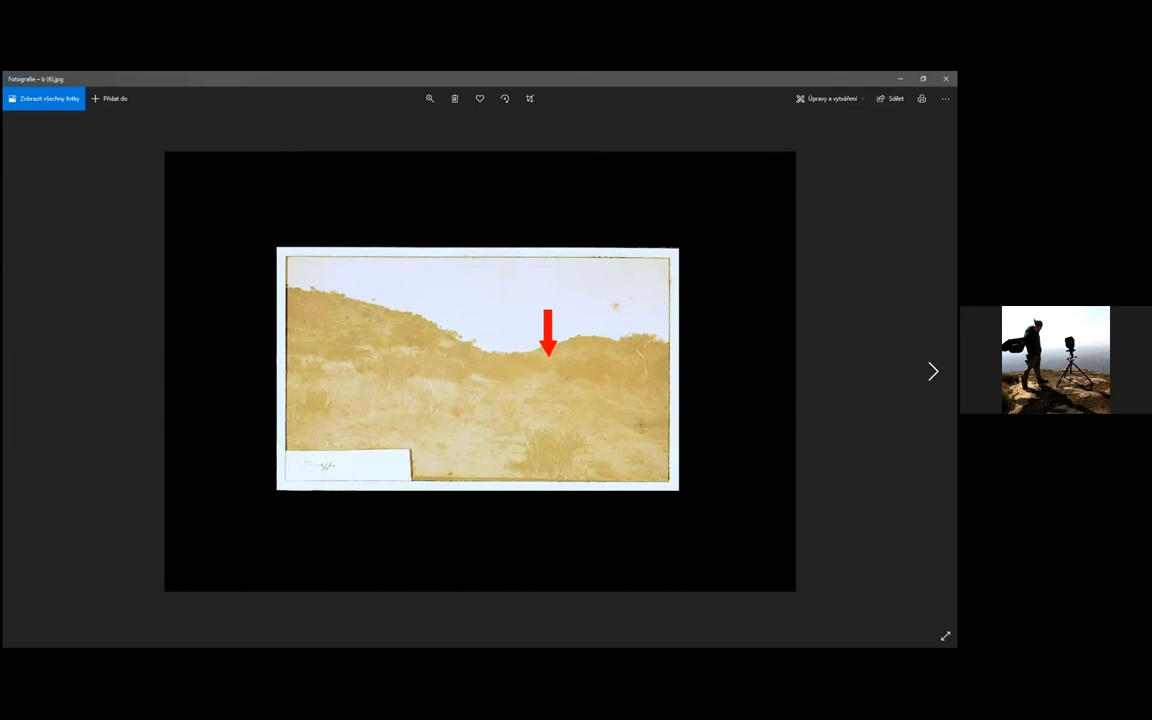 Fotografie – b (6).jpg
Zobrazit všechny fotky
Přidat do
Úpravy a vytváření
Sdílet